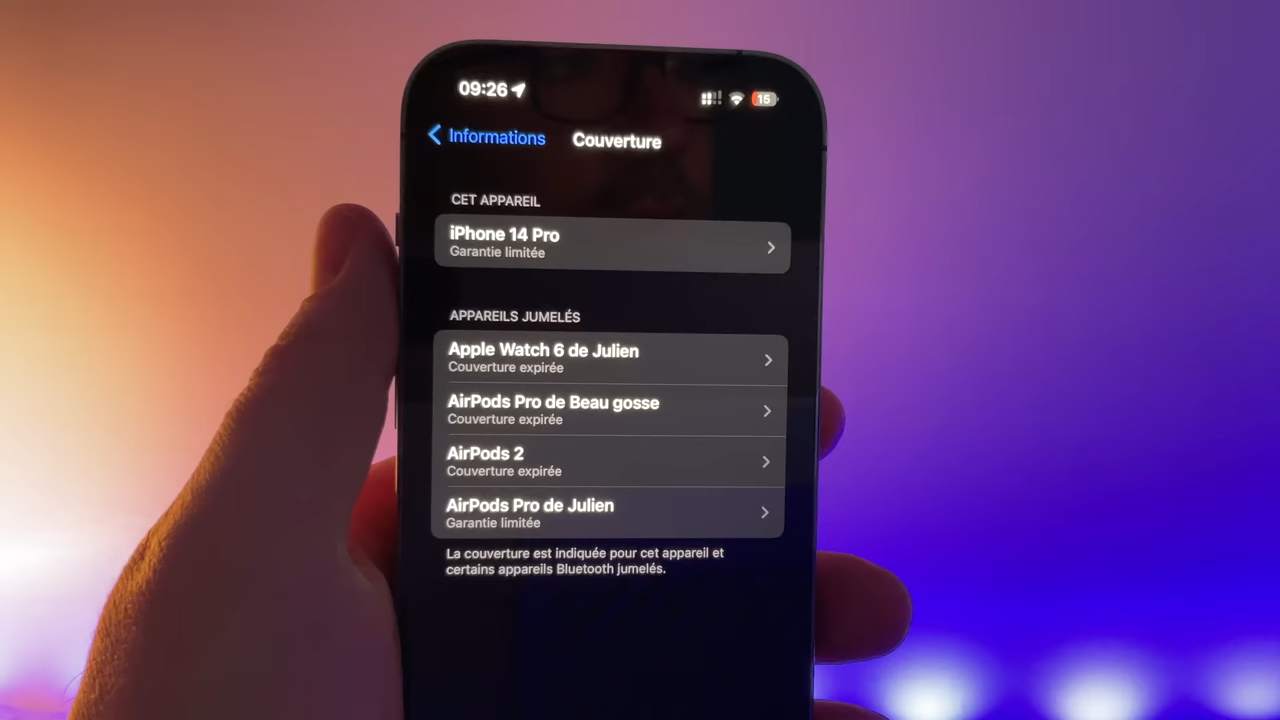 09:26
15
Informations
Couverture
CET APPAREIL
iPhone 14 Pro
Garantie limitée
APPAREILS JUMELÉS
Apple Watch 6 de Julien
Couverture expirée
AirPods Pro de Beau gosse
Couverture expirée
AirPods 2
Couverture expirée
AirPods Pro de Julien
Garantie limitée
La couverture est indiquée pour cet appareil et
certains appareils Bluetooth jumelés.